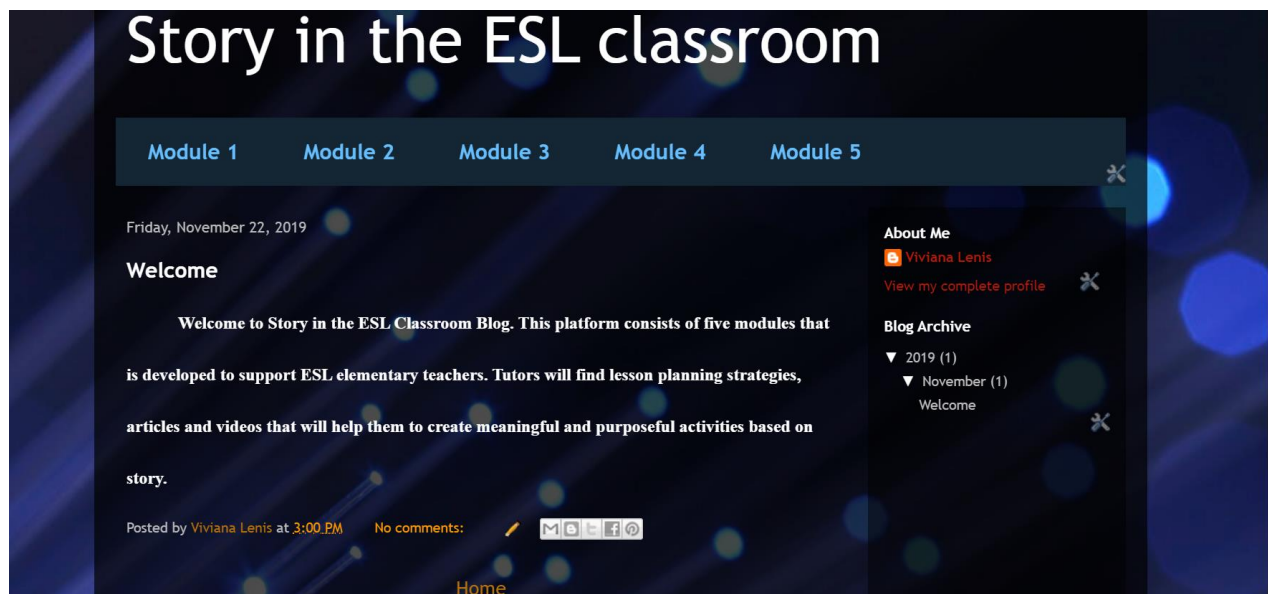 Story in the ESL classroom
Module 1 Module 2 Module 3 Module 4 Module 5
Friday, November 22, 2019
Welcome
Welcome to Story in the ESL Classroom Blog. This platform consists of five modules that
is developed to support ESL elementary teachers. Tutors will find lesson planning strategies,
articles and videos that will help them to create meaningful and purposeful activities based on
story.
Posted by Viviana Lenis at 3:00 PM No comments:
Home
About Me
Viviana Lenis
View my complete profile
Blog Archive
▼ 2019 (1)
▼ November (1)
Welcome